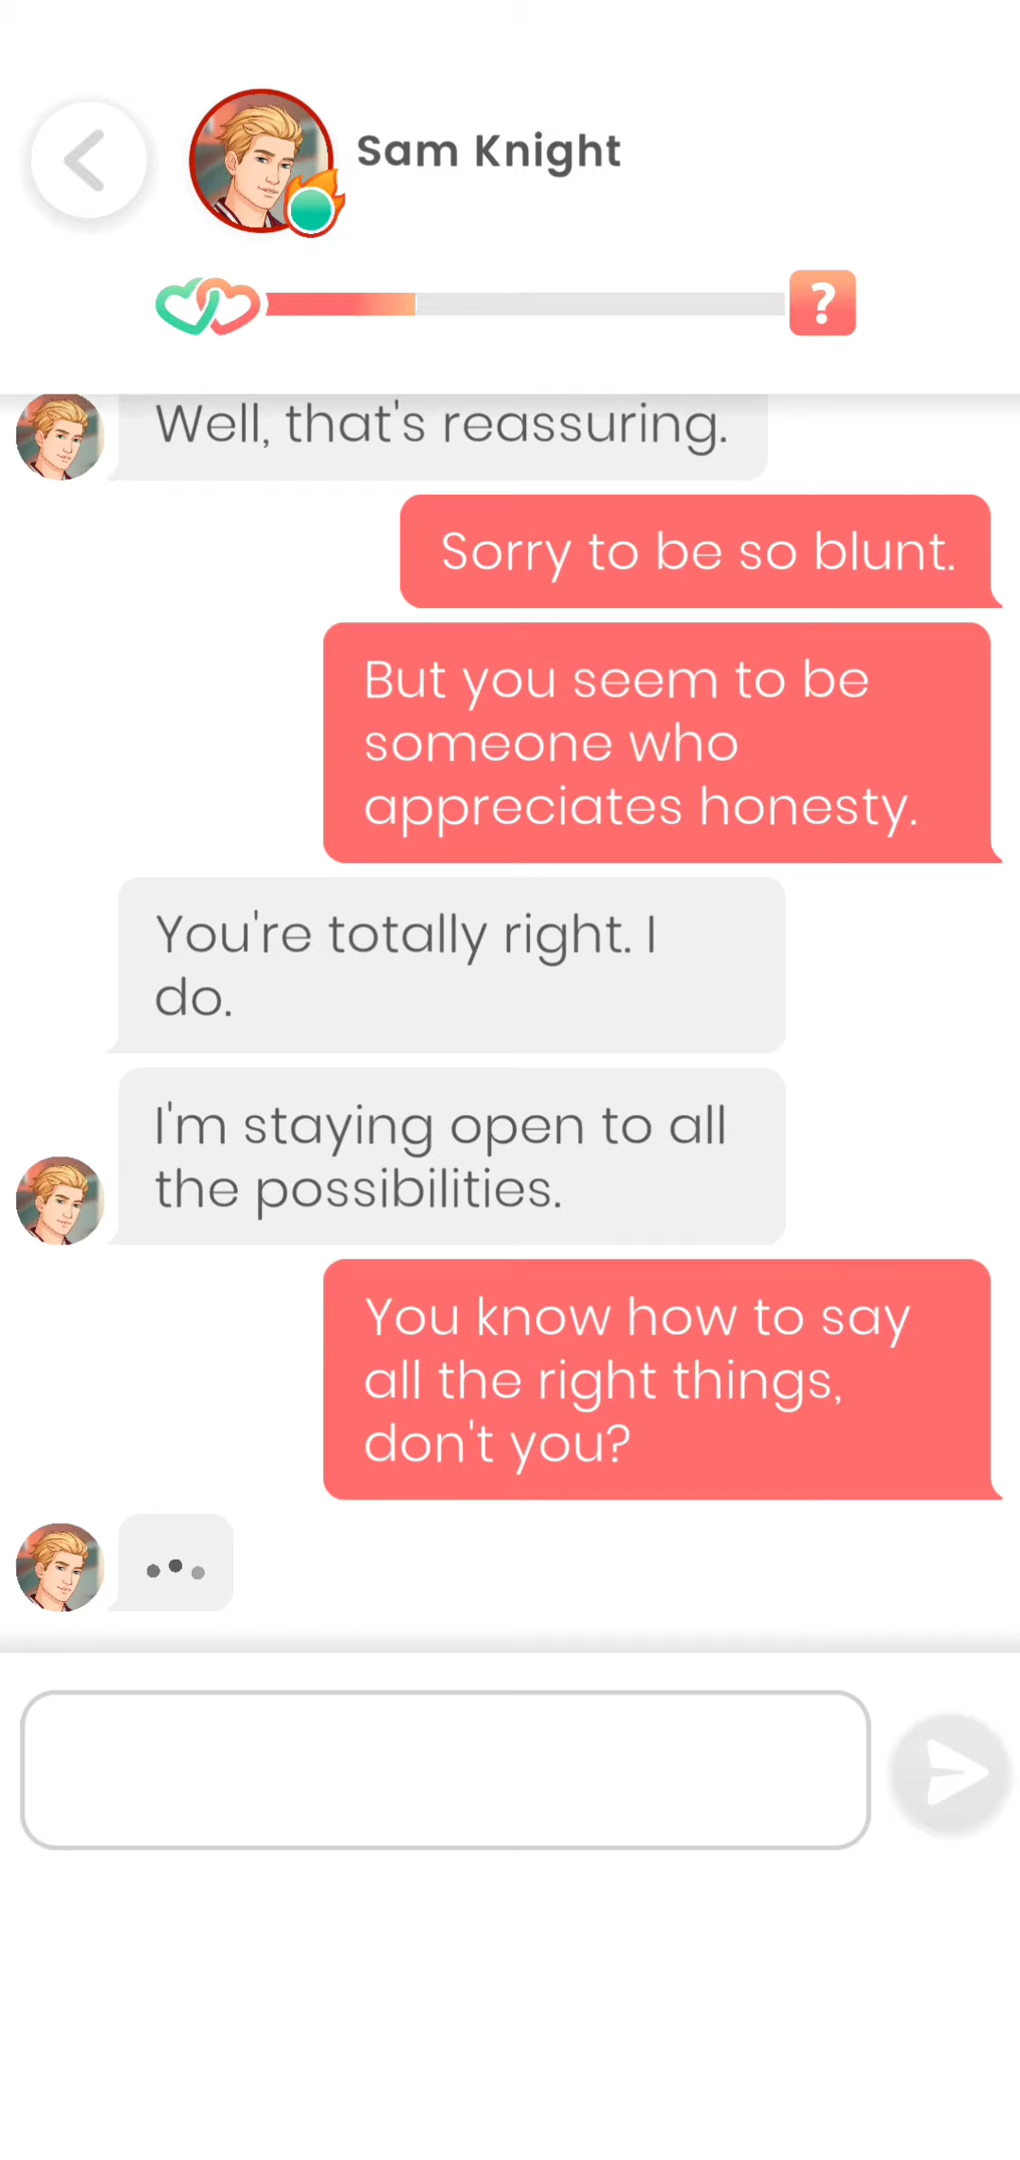 Sam Knight
?
Well, that's reassuring.
Sorry to be so blunt.
But you seem to be
someone who
appreciates honesty.
You're totally right. I
do.
I'm staying open to all
the possibilities.
You know how to say
all the right things,
don't you?